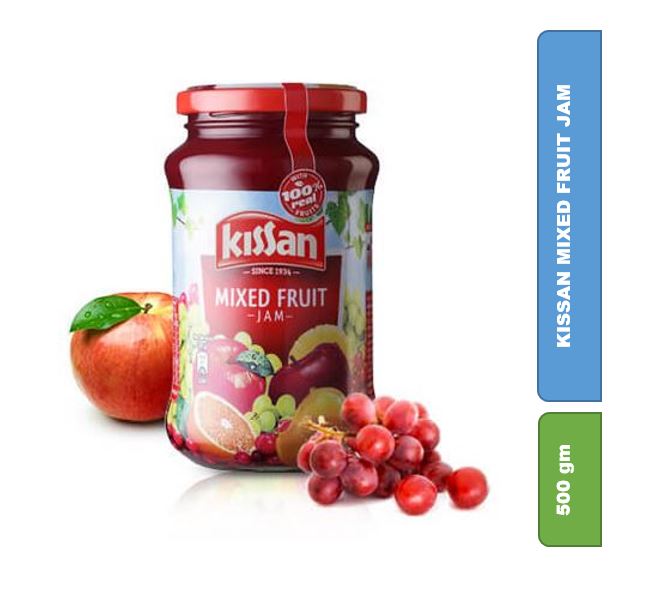 WITH
100%
real
FRUITS
kissan
SINCE 1934
MIXED FRUIT
JAM
KISSAN MIXED FRUIT JAM
500 gm